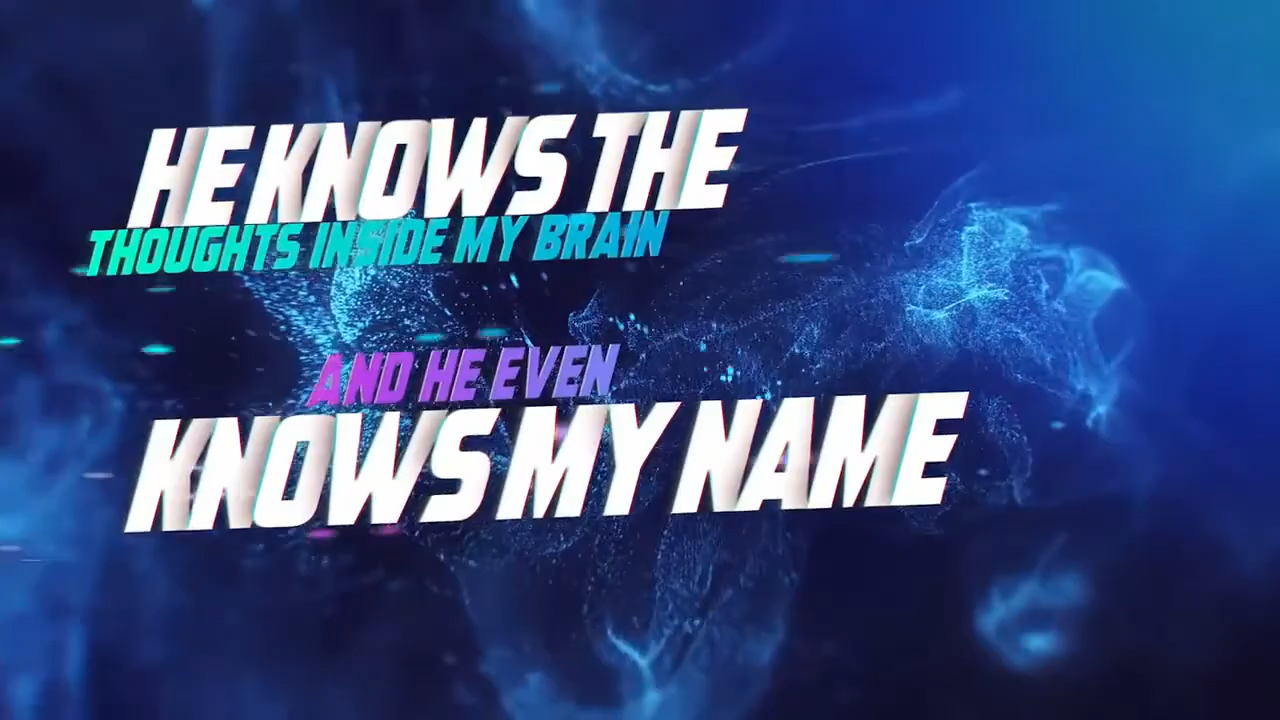 HE KNOWS THE
THOUGHTS INSIDE MY BRAIN
AND HE EVEN
KNOWS MY NAME